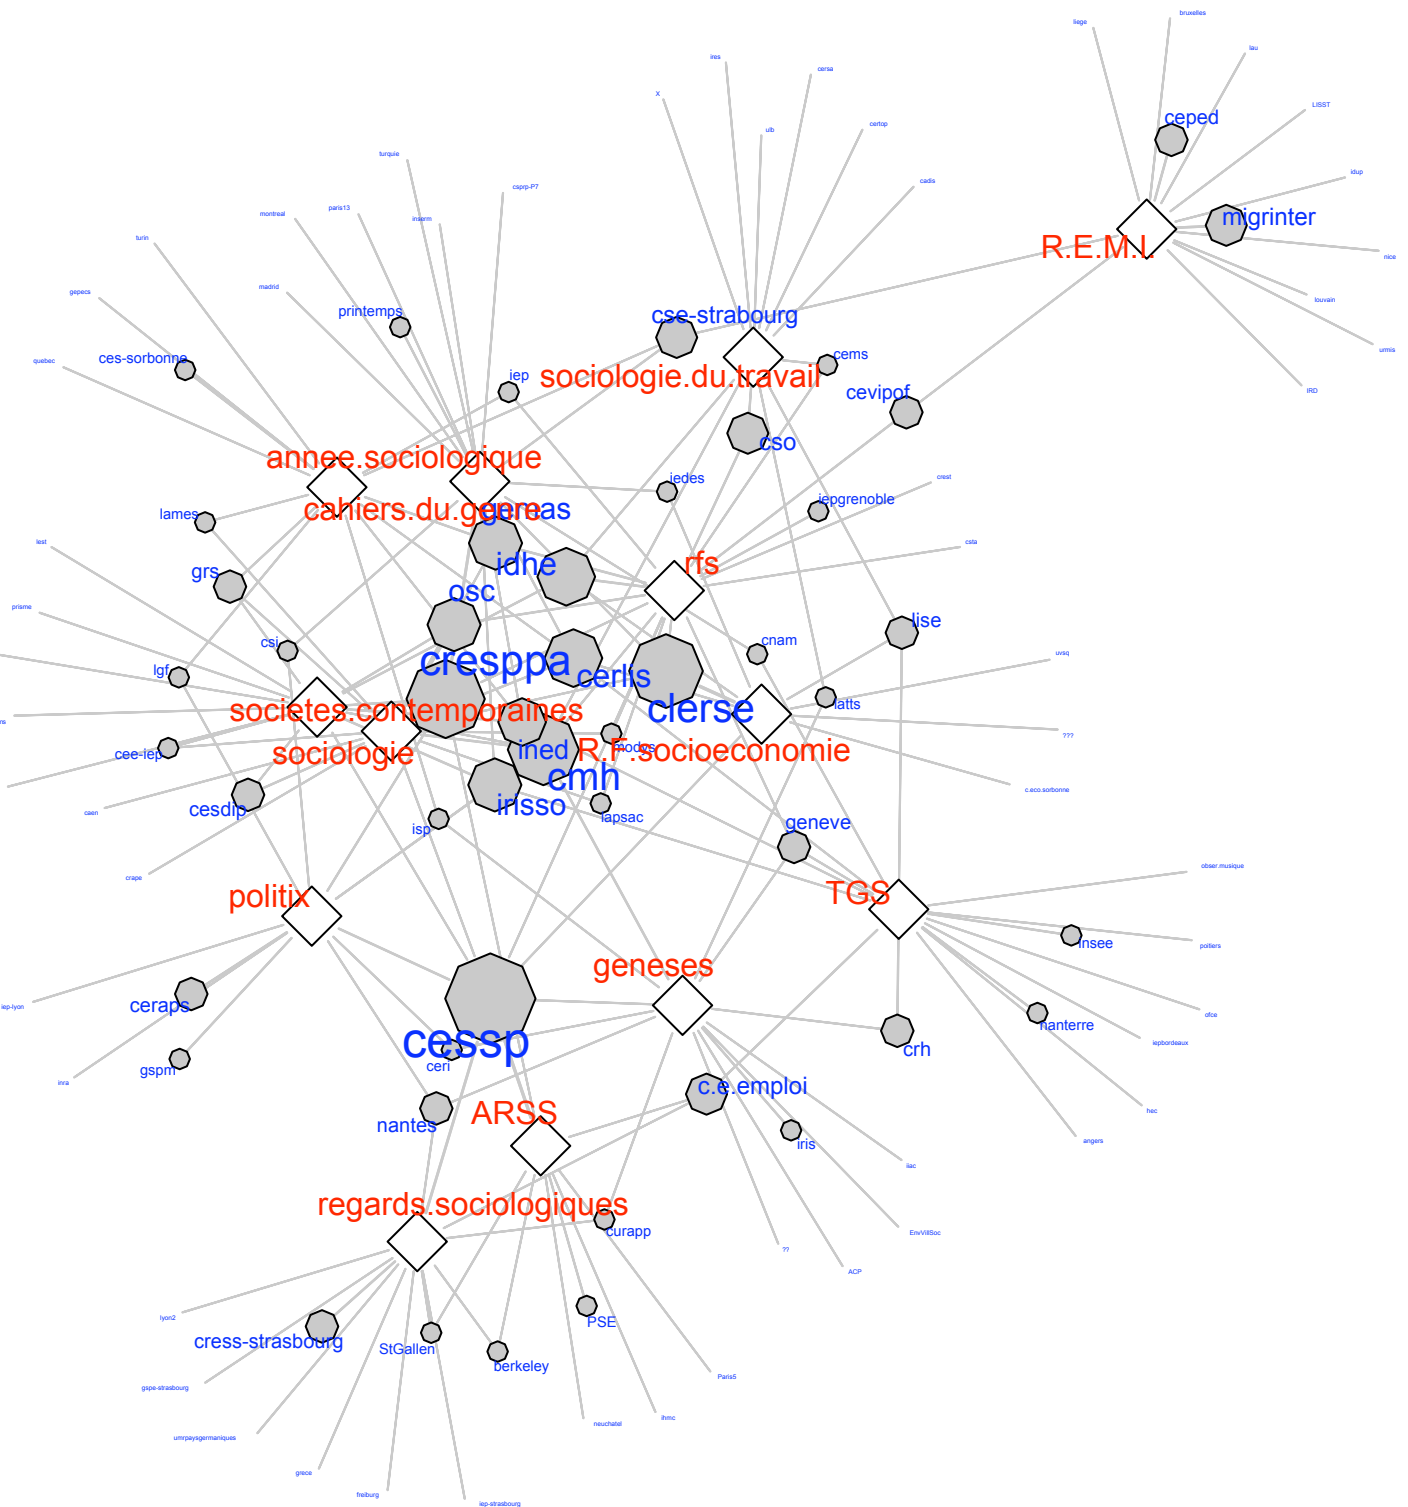 bruxelles
liege
lau
ires
cersa
X
LISST
ceped
ulb
certop
turquie
idup
cadis
csprp-P7
paris13
montreal
inserm
migrinter
turin
R.E.M.I.
nice
madrid
gepecs
louvain
printemps
cse-strabourg
urmis
ces-sorbonne
quebec
cems
iep
sociologie.du.travail
IRD
cevipof
cso
annee.sociologique
iedes
crest
iepgrenoble
cahiers.du.genre
gemas
lames
lest
csta
idhe
rfs
grs
osc
prisme
lise
csi
cnam
cresppa
uvsq
lgf
cerlis
latts
clerse
societes.contemporaines
ms
???
cee-iep
sociologie
ined
R.F.socioeconomie
modys
cmh
c.eco.sorbonne
cesdip
irisso
caen
lapsac
geneve
isp
obser.musique
crape
politix
TGS
insee
poitiers
geneses
iep-lyon
ceraps
ofce
nanterre
cessp
iepbordeaux
crh
ceri
gspm
inra
c.e.emploi
hec
ARSS
nantes
angers
iris
iiac
regards.sociologiques
curapp
EnvVillSoc
??
ACP
lyon2
PSE
cress-strasbourg
StGallen
berkeley
Paris5
gspe-strasbourg
ihmc
neuchatel
umrpaysgermaniques
grece
freiburg
iep-strasbourg